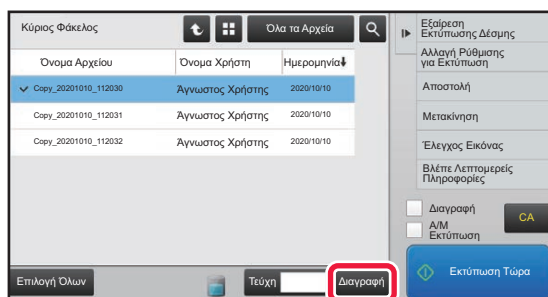 Κύριος Φάκελος
Όλα τα Αρχεία
Όνομα Αρχείου Όνομα Χρήστη Ημερομηνία
Copy_20201010_112030 Άγνωστος Χρήστης 2020/10/10
Copy_20201010_112031 Άγνωστος Χρήστης 2020/10/10
Copy_20201010_112032 Άγνωστος Χρήστης 2020/10/10
Επιλογή Όλων
Τεύχη
Διαγραφή
Εξαίρεση
Εκτύπωσης Δέσμης
Αλλαγή Ρύθμισης
για Εκτύπωση
Αποστολή
Μετακίνηση
Έλεγχος Εικόνας
Βλέπε Λεπτομερείς
Πληροφορίες
Διαγραφή
Α/Μ
Εκτύπωση
CA
Εκτύπωση Τώρα